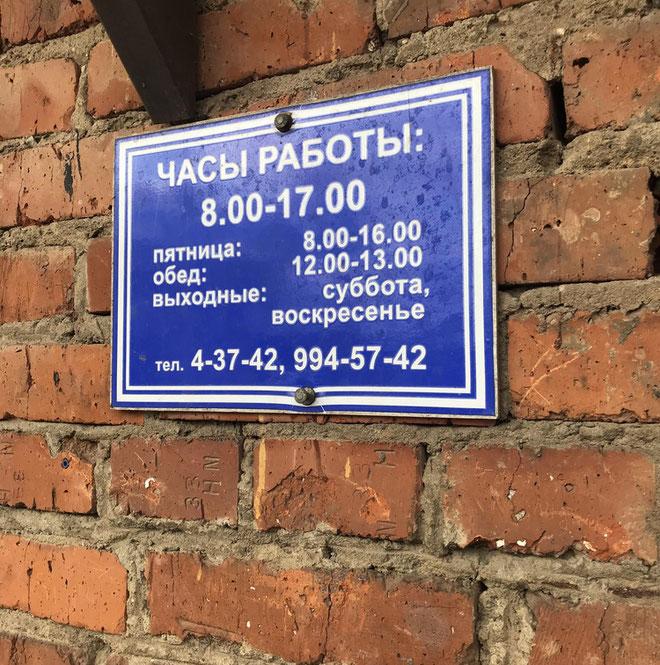 ЧАСЫ РАБОТЫ:
8.00-17.00
пятница: 8.00-16.00
обед: 12.00-13.00
выходные: суббота,
воскресенье
тел. 4-37-42, 994-57-42